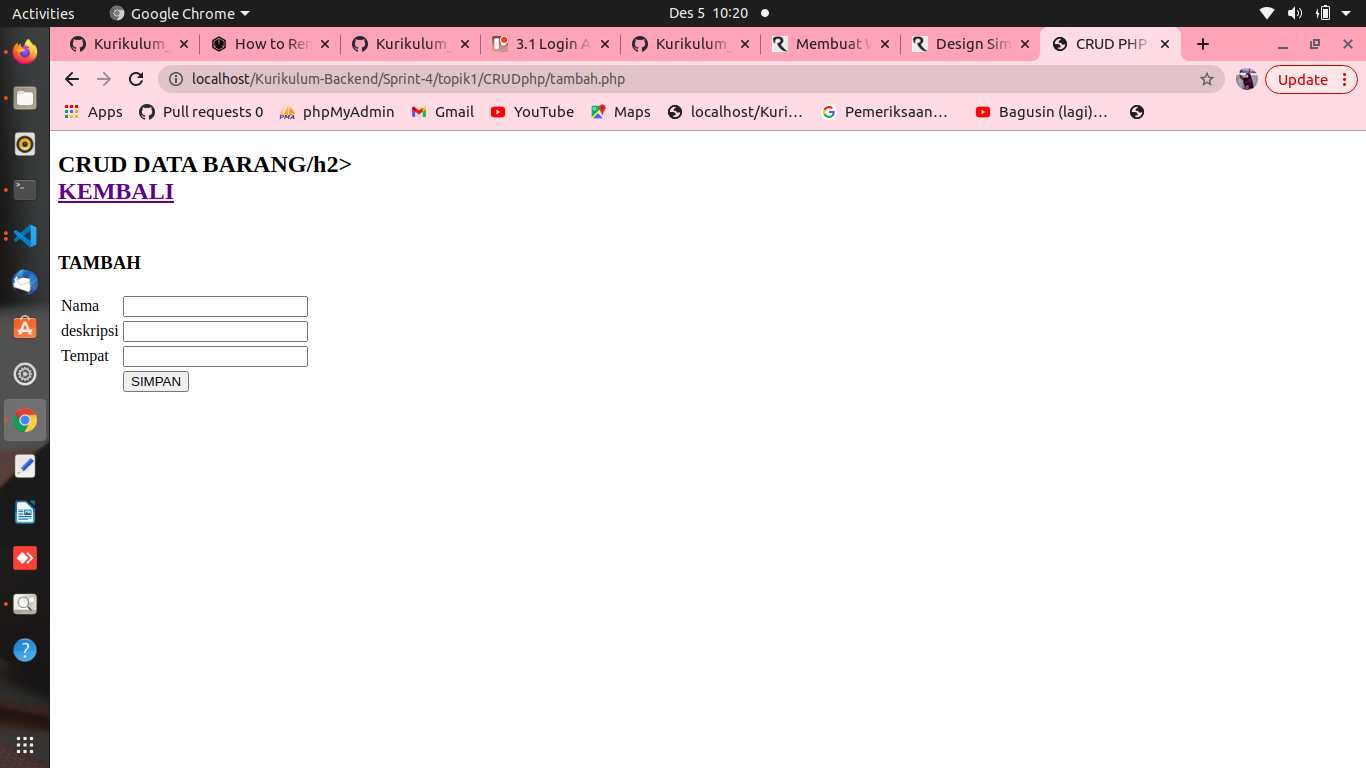 Activities Google Chrome Des 5 10:20
Kurikulum_ How to Ren Kurikulum_ 3.1 Login A Kurikulum_ Membuat W Design Sim CRUD PHP
localhost/Kurikulum-Backend/Sprint-4/topik1/CRUDphp/tambah.php Update
Apps Pull requests 0 phpMyAdmin Gmail YouTube Maps localhost/Kuri... Pemeriksaan... Bagusin (lagi)...
CRUD DATA BARANG/h2>
KEMBALI
TAMBAH
Nama
deskripsi
Tempat
SIMPAN